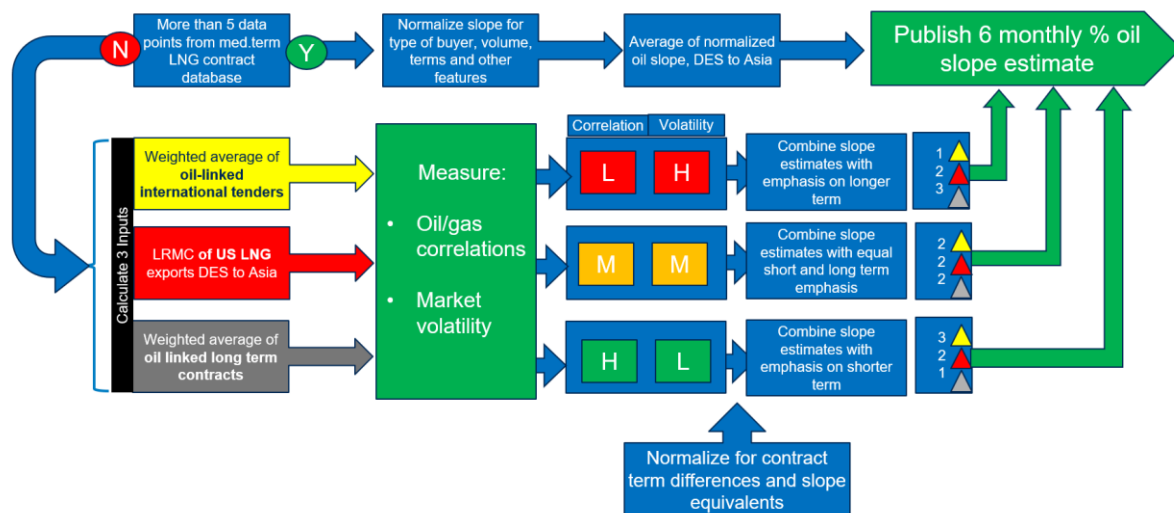 More than 5 data
points from med.term
LNG contract
database
N
Y
Normalize slope for
type of buyer, volume,
terms and other
features
Average of normalized
oil slope, DES to Asia
Publish 6 monthly % oil
slope estimate
Calculate 3 Inputs
Weighted average of
oil-linked
international tenders
LRMC of US LNG
exports DES to Asia
Weighted average of
oil linked long term
contracts
Measure:
• Oil/gas
correlations
• Market
volatility
Correlation
Volatility
L
H
Combine slope
estimates with
emphasis on longer
term
1
2
3
M
M
Combine slope
estimates with equal
short and long term
emphasis
2
2
2
H
L
Combine slope
estimates with
emphasis on shorter
term
3
2
1
Normalize for contract
term differences and slope
equivalents